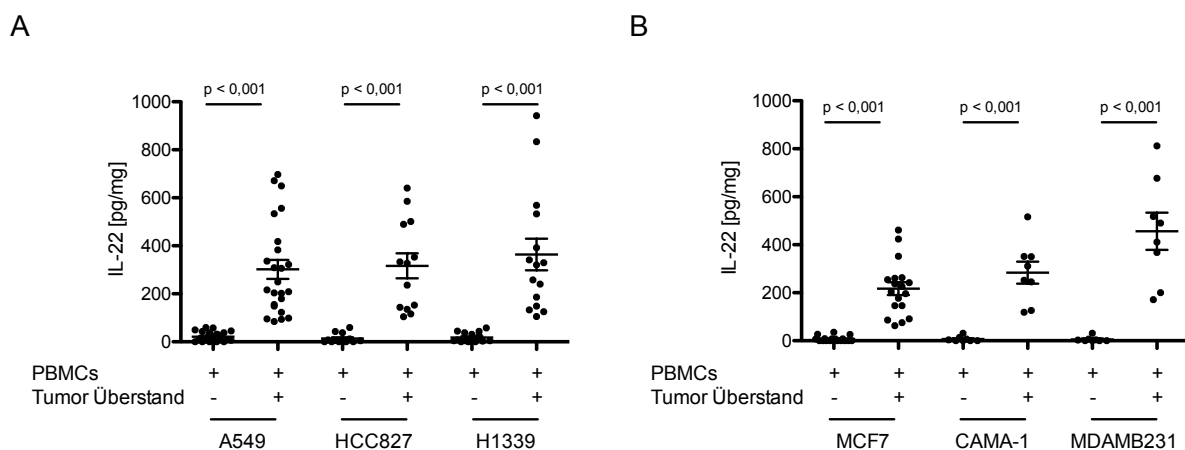 A
p < 0,001 p < 0,001 p < 0,001
1000
800
600
400
200
0
IL-22 [pg/mg]
PBMCs + + + + + +
Tumor Überstand - + - + - +
A549 HCC827 H1339
B
p < 0,001 p < 0,001 p < 0,001
1000
800
600
400
200
0
IL-22 [pg/mg]
PBMCs + + + + + +
Tumor Überstand - + - + - +
MCF7 CAMA-1 MDAMB231